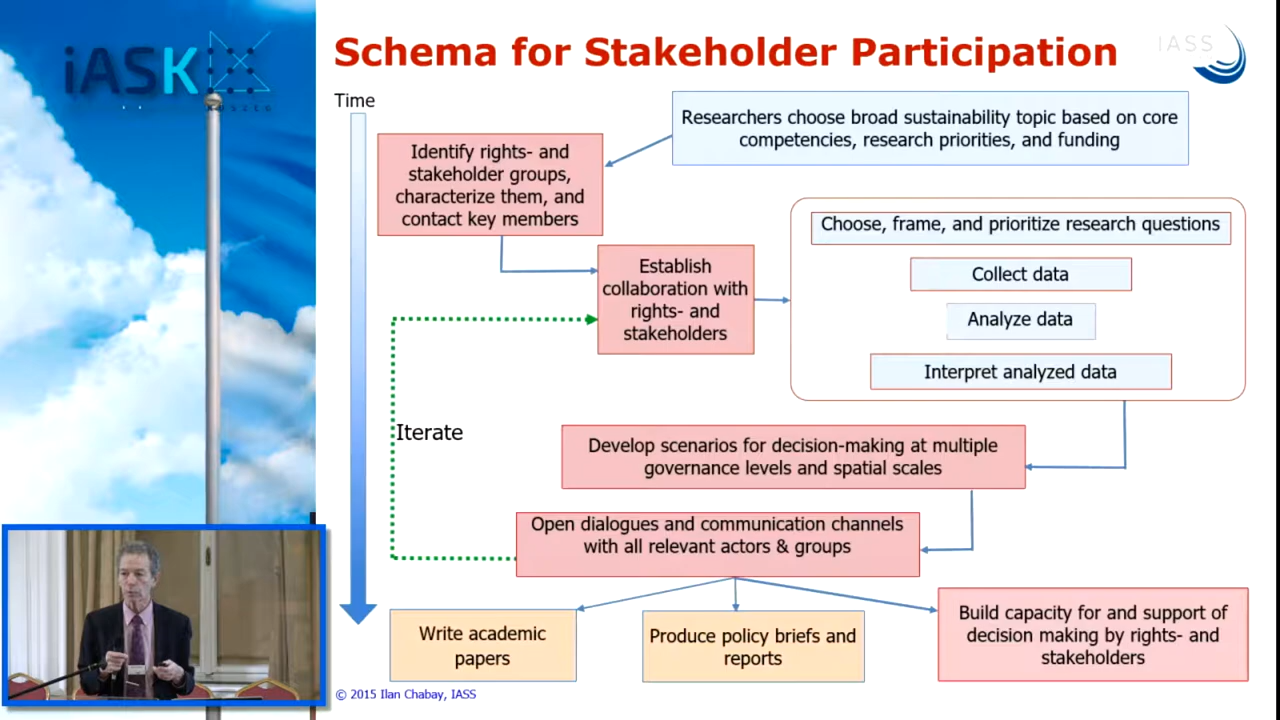 iASK
KŐSZEG
Schema for Stakeholder Participation
IASS
Time
Researchers choose broad sustainability topic based on core
competencies, research priorities, and funding
Identify rights- and
stakeholder groups,
characterize them, and
contact key members
Choose, frame, and prioritize research questions
Establish
collaboration with
rights- and
stakeholders
Collect data
Analyze data
Interpret analyzed data
Iterate
Develop scenarios for decision-making at multiple
governance levels and spatial scales
Open dialogues and communication channels
with all relevant actors & groups
Write academic
papers
Produce policy briefs and
reports
Build capacity for and support of
decision making by rights- and
stakeholders
© 2015 Ilan Chabay, IASS